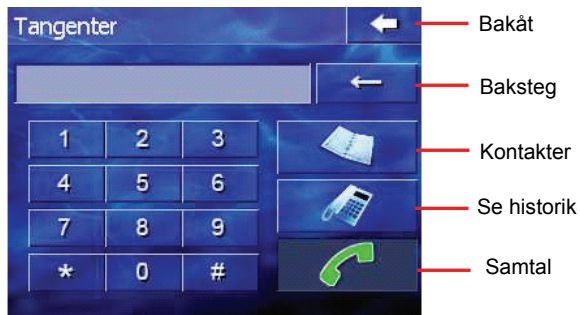 Tangenter
Bakåt
Baksteg
1 2 3
Kontakter
4 5 6
Se historik
7 8 9
* 0 #
Samtal